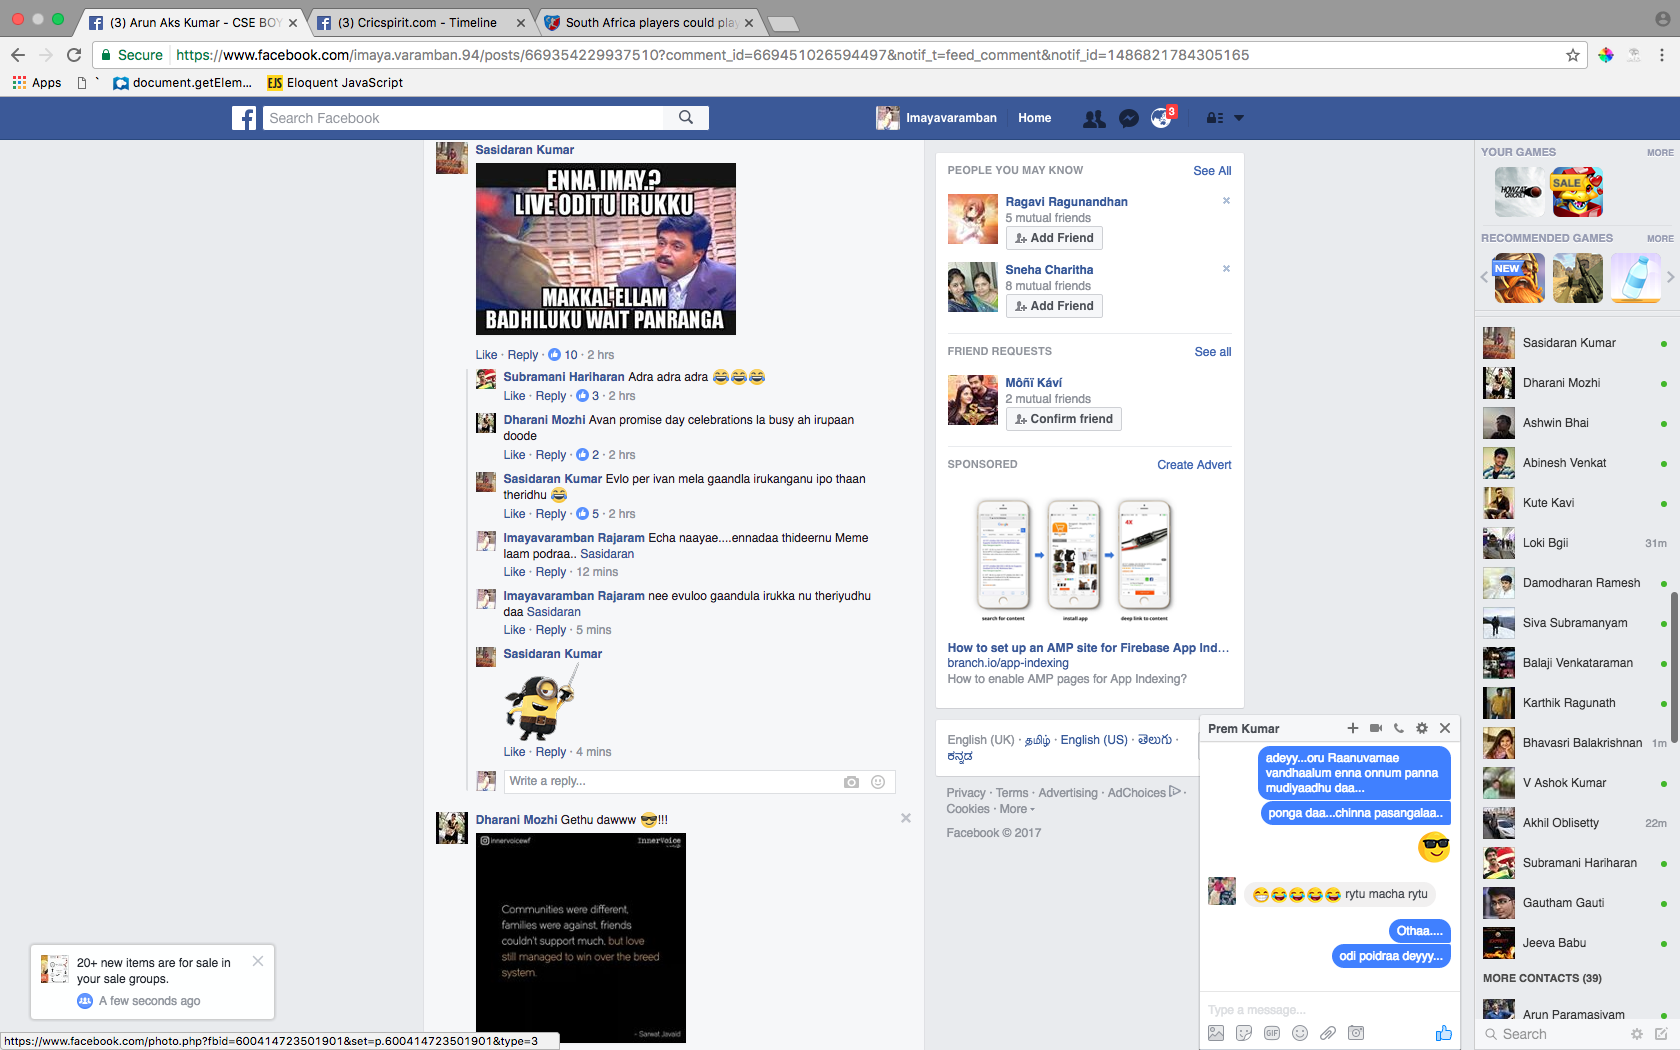 (3) Arun Aks Kumar - CSE BOY
(3) Cricspirit.com - Timeline
South Africa players could play
Secure
https://www.facebook.com/imaya.varamban.94/posts/669354229937510?comment_id=669451026594497&notif_t=feed_comment&notif_id=1486821784305165
Apps
`
document.getElem...
EJS
Eloquent JavaScript
Search Facebook
Imayavaramban
Home
3
Sasidaran Kumar
ENNA IMAY.?
LIVE ODITU IRUKKU
MAKKAL ELLAM
BADHILUKU WAIT PANRANGA
Like · Reply · 10 · 2 hrs
Subramani Hariharan Adra adra adra 😂😂😂
Like · Reply · 3 · 2 hrs
Dharani Mozhi Avan promise day celebrations la busy ah irupaan
doode
Like · Reply · 2 · 2 hrs
Sasidaran Kumar Evlo per ivan mela gaandla irukanganu ipo thaan
theridhu 😂
Like · Reply · 5 · 2 hrs
Imayavaramban Rajaram Echa naayae....ennadaa thideernu Meme
laam podraa.. Sasidaran
Like · Reply · 12 mins
Imayavaramban Rajaram nee evuloo gaandula irukka nu theriyudhu
daa Sasidaran
Like · Reply · 5 mins
Sasidaran Kumar
Like · Reply · 4 mins
Write a reply...
Dharani Mozhi Gethu dawww 😎!!!
innervoicewf
InnerVoice
Communities were different,
families were against, friends
couldn't support much, but love
still managed to win over the breed
system.
- Sarwat Javaid
20+ new items are for sale in
your sale groups.
A few seconds ago
https://www.facebook.com/photo.php?fbid=600414723501901&set=p.600414723501901&type=3
PEOPLE YOU MAY KNOW
See All
Ragavi Ragunandhan
5 mutual friends
Add Friend
Sneha Charitha
8 mutual friends
Add Friend
FRIEND REQUESTS
See all
Môñï Káví
2 mutual friends
Confirm friend
SPONSORED
Create Advert
4X
search for content
install app
deep link to content
How to set up an AMP site for Firebase App Ind...
branch.io/app-indexing
How to enable AMP pages for App Indexing?
English (UK) · தமிழ் · English (US) · తెలుగు ·
ಕನ್ನಡ
Privacy · Terms · Advertising · AdChoices ·
Cookies · More
Facebook © 2017
Prem Kumar
adeyy...oru Raanuvamae
vandhaalum enna onnum panna
mudiyaadhu daa...
ponga daa...chinna pasangalaa..
😁😂😂😂😂 rytu macha rytu
Othaa....
odi poidraa deyyy...
Type a message...
GIF
YOUR GAMES
MORE
HOWZAT
CRICKET
SALE
RECOMMENDED GAMES
MORE
NEW
Sasidaran Kumar
Dharani Mozhi
Ashwin Bhai
Abinesh Venkat
Kute Kavi
Loki Bgii
31m
Damodharan Ramesh
Siva Subramanyam
Balaji Venkataraman
Karthik Ragunath
Bhavasri Balakrishnan
1m
V Ashok Kumar
Akhil Oblisetty
22m
Subramani Hariharan
Gautham Gauti
Jeeva Babu
MORE CONTACTS (39)
Arun Paramasivam
Search